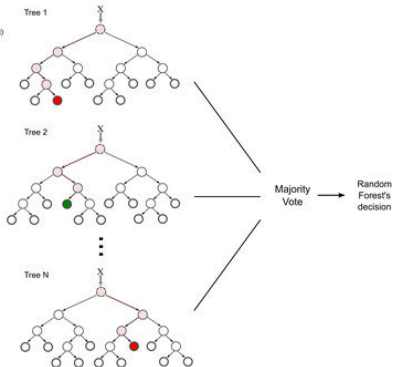 Tree 1
X
Tree 2
X
Tree N
X
Majority
Vote
Random
Forest's
decision